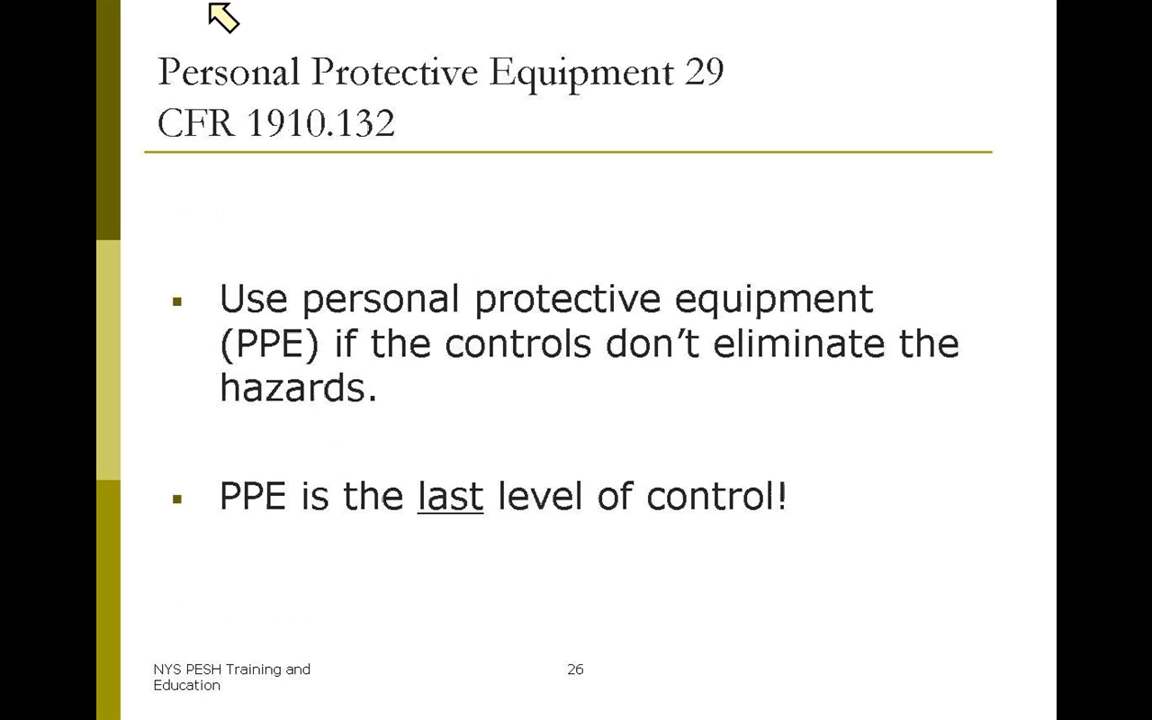 Personal Protective Equipment 29
CFR 1910.132
▪ Use personal protective equipment
(PPE) if the controls don’t eliminate the
hazards.
▪ PPE is the last level of control!
NYS PESH Training and
Education
26